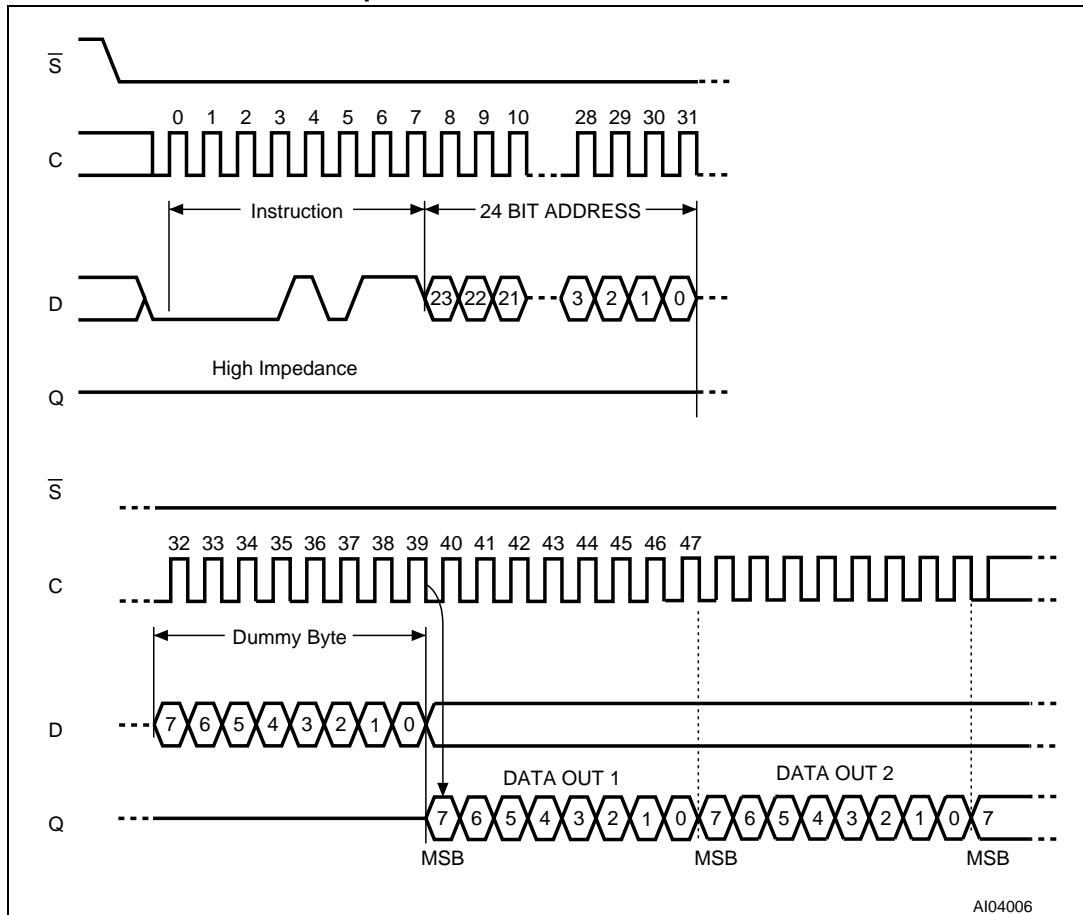 S
0 1 2 3 4 5 6 7 8 9 10 28 29 30 31
C
Instruction 24 BIT ADDRESS
D 23 22 21 3 2 1 0
High Impedance
Q
S
32 33 34 35 36 37 38 39 40 41 42 43 44 45 46 47
C
Dummy Byte
D 7 6 5 4 3 2 1 0
DATA OUT 1 DATA OUT 2
Q 7 6 5 4 3 2 1 0 7 6 5 4 3 2 1 0 7
MSB MSB MSB
AI04006